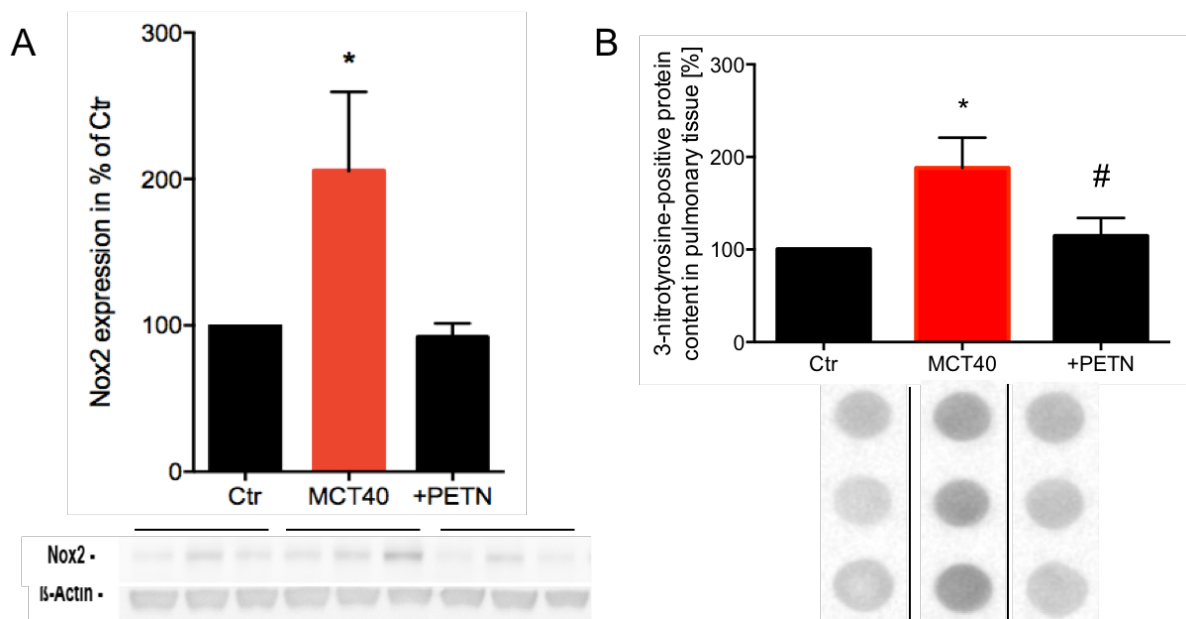 A
Nox2 expression in % of Ctr
300
200
100
0
*
Ctr MCT40 +PETN
Nox2 -
ß-Actin -
B
3-nitrotyrosine-positive protein
content in pulmonary tissue [%]
300
200
100
0
*
#
Ctr MCT40 +PETN